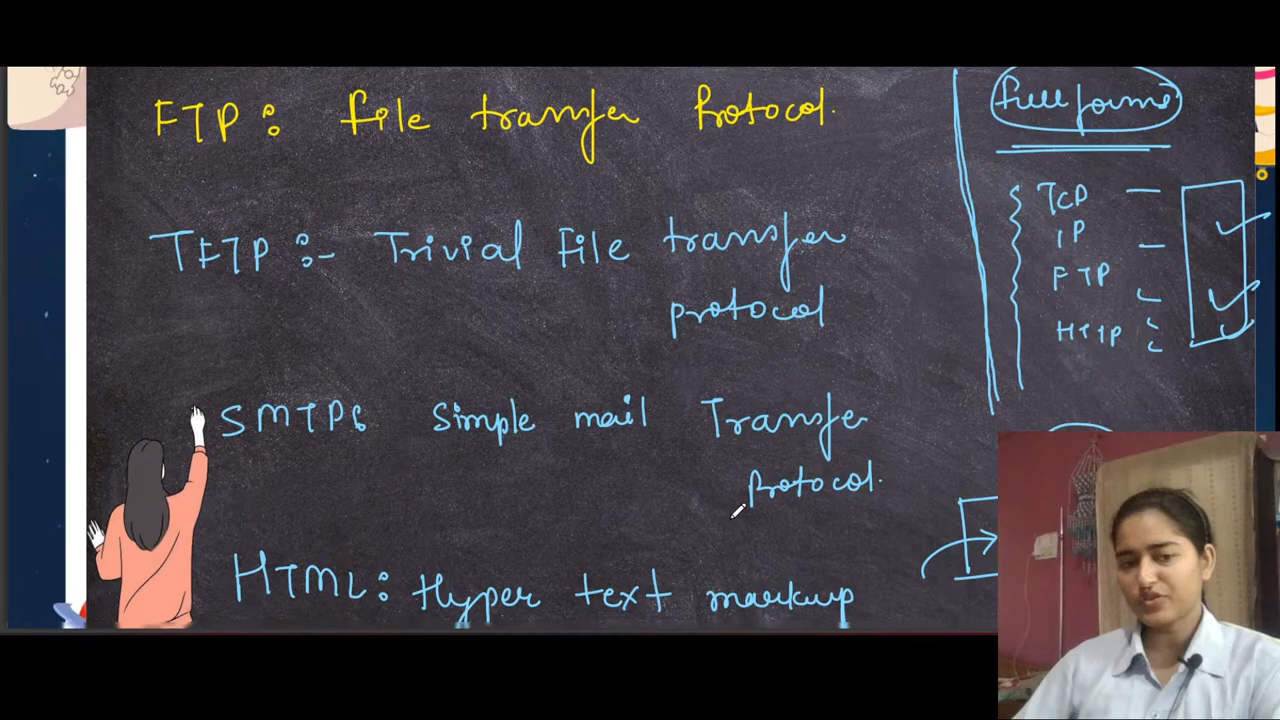 FTP: File transfer Protocol.
TFTP:- Trivial File transfer
protocol
SMTP: Simple mail Transfer
Protocol.
HTML: Hyper text markup
Full forms
TCP
IP
FTP
HTTP